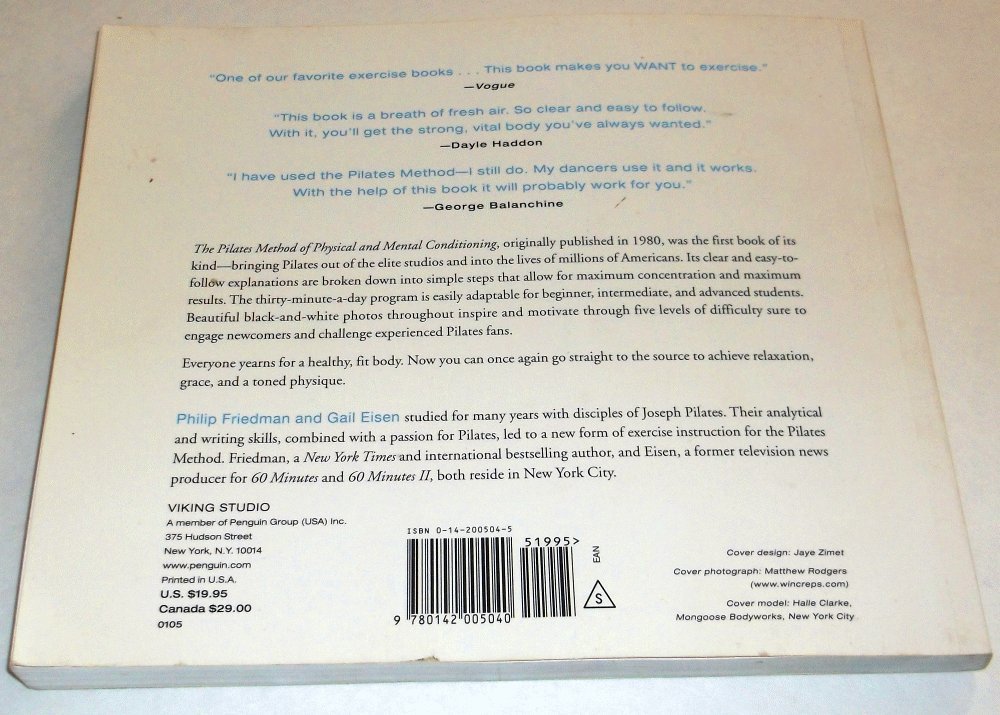 "One of our favorite exercise books . . . This book makes you WANT to exercise."
—Vogue
"This book is a breath of fresh air. So clear and easy to follow.
With it, you'll get the strong, vital body you've always wanted."
—Dayle Haddon
"I have used the Pilates Method—I still do. My dancers use it and it works.
With the help of this book it will probably work for you."
—George Balanchine
The Pilates Method of Physical and Mental Conditioning, originally published in 1980, was the first book of its
kind—bringing Pilates out of the elite studios and into the lives of millions of Americans. Its clear and easy-to-
follow explanations are broken down into simple steps that allow for maximum concentration and maximum
results. The thirty-minute-a-day program is easily adaptable for beginner, intermediate, and advanced students.
Beautiful black-and-white photos throughout inspire and motivate through five levels of difficulty sure to
engage newcomers and challenge experienced Pilates fans.
Everyone yearns for a healthy, fit body. Now you can once again go straight to the source to achieve relaxation,
grace, and a toned physique.
Philip Friedman and Gail Eisen studied for many years with disciples of Joseph Pilates. Their analytical
and writing skills, combined with a passion for Pilates, led to a new form of exercise instruction for the Pilates
Method. Friedman, a New York Times and international bestselling author, and Eisen, a former television news
producer for 60 Minutes and 60 Minutes II, both reside in New York City.
VIKING STUDIO
A member of Penguin Group (USA) Inc.
375 Hudson Street
New York, N.Y. 10014
www.penguin.com
Printed in U.S.A.
U.S. $19.95
Canada $29.00
0105
ISBN 0-14-200504-5
51995>
9 780142 005040
EAN
S
Cover design: Jaye Zimet
Cover photograph: Matthew Rodgers
(www.wincreps.com)
Cover model: Halle Clarke,
Mongoose Bodyworks, New York City